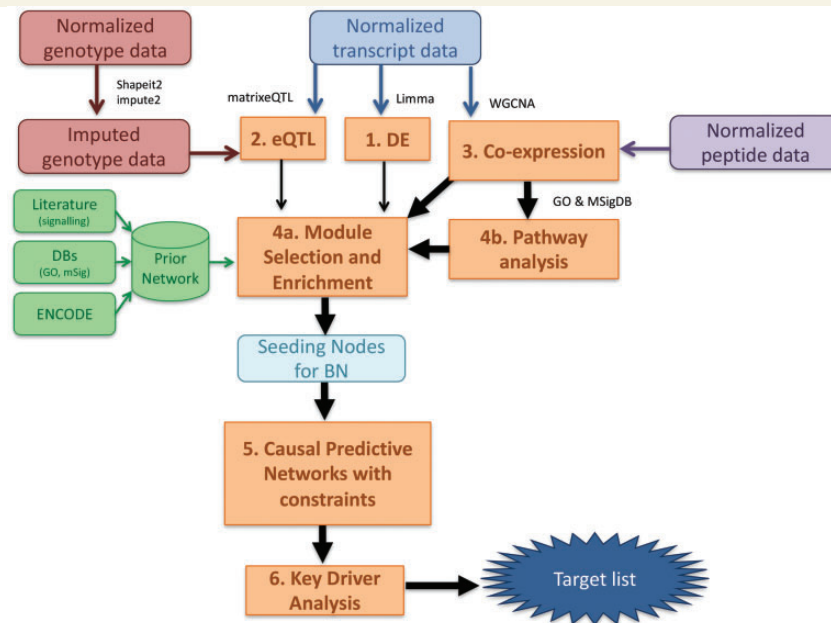 Normalized
genotype data
Normalized
transcript data
Shapeit2
impute2
matrixeQTL
Limma
WGCNA
Imputed
genotype data
2. eQTL
1. DE
3. Co-expression
Normalized
peptide data
GO & MSigDB
Literature
(signalling)
DBs
(GO, mSig)
ENCODE
Prior
Network
4a. Module
Selection and
Enrichment
4b. Pathway
analysis
Seeding Nodes
for BN
5. Causal Predictive
Networks with
constraints
6. Key Driver
Analysis
Target list